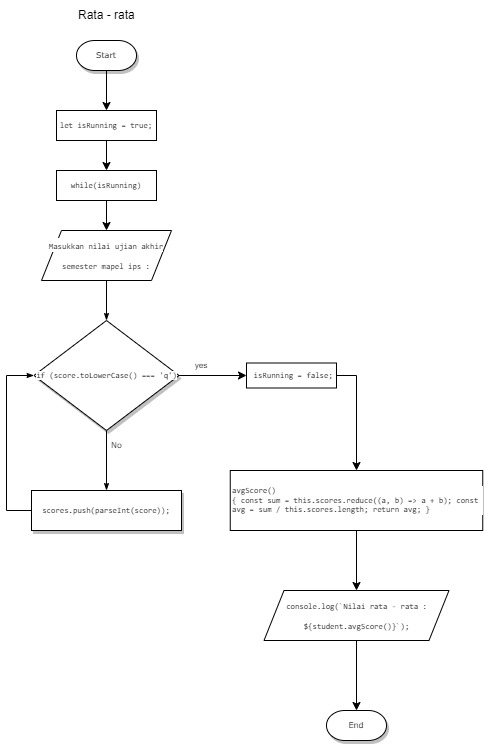 Rata - rata
Start
let isRunning = true;
while(isRunning)
Masukkan nilai ujian akhir
semester mapel ips :
if (score.toLowerCase() === 'q')
yes
isRunning = false;
No
scores.push(parseInt(score));
avgScore()
{ const sum = this.scores.reduce((a, b) => a + b); const
avg = sum / this.scores.length; return avg; }
console.log(`Nilai rata - rata :
${student.avgScore()}`);
End